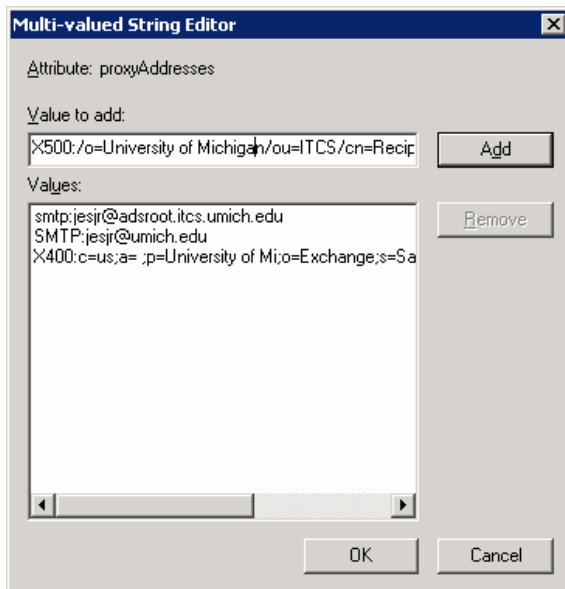 Multi-valued String Editor
Attribute: proxyAddresses
Value to add:
X500:/o=University of Michigan/ou=ITCS/cn=Recip
Add
Values:
smtp:jesjr@adsroot.itcs.umich.edu
SMTP:jesjr@umich.edu
X400:c=us;a= ;p=University of Mi;o=Exchange;s=Sa
Remove
OK
Cancel